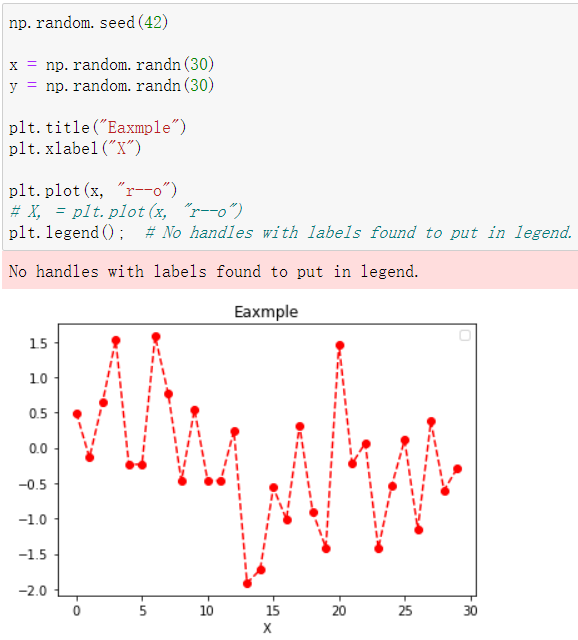 np.random.seed(42)
x = np.random.randn(30)
y = np.random.randn(30)
plt.title("Eaxmple")
plt.xlabel("X")
plt.plot(x, "r--o")
# X, = plt.plot(x, "r--o")
plt.legend();  # No handles with labels found to put in legend.
No handles with labels found to put in legend.
Eaxmple
1.5
1.0
0.5
0.0
−0.5
−1.0
−1.5
−2.0
0 5 10 15 20 25 30
X